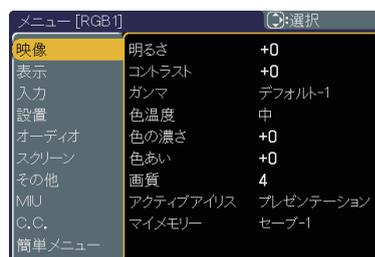 メニュー [RGB1] :選択
映像 明るさ +0
表示 コントラスト +0
入力 ガンマ デフォルト-1
設置 色温度 中
オーディオ 色の濃さ +0
スクリーン 色あい +0
その他 画質 4
MIU アクティブアイリス プレゼンテーション
C.C. マイメモリー セーブ-1
簡単メニュー